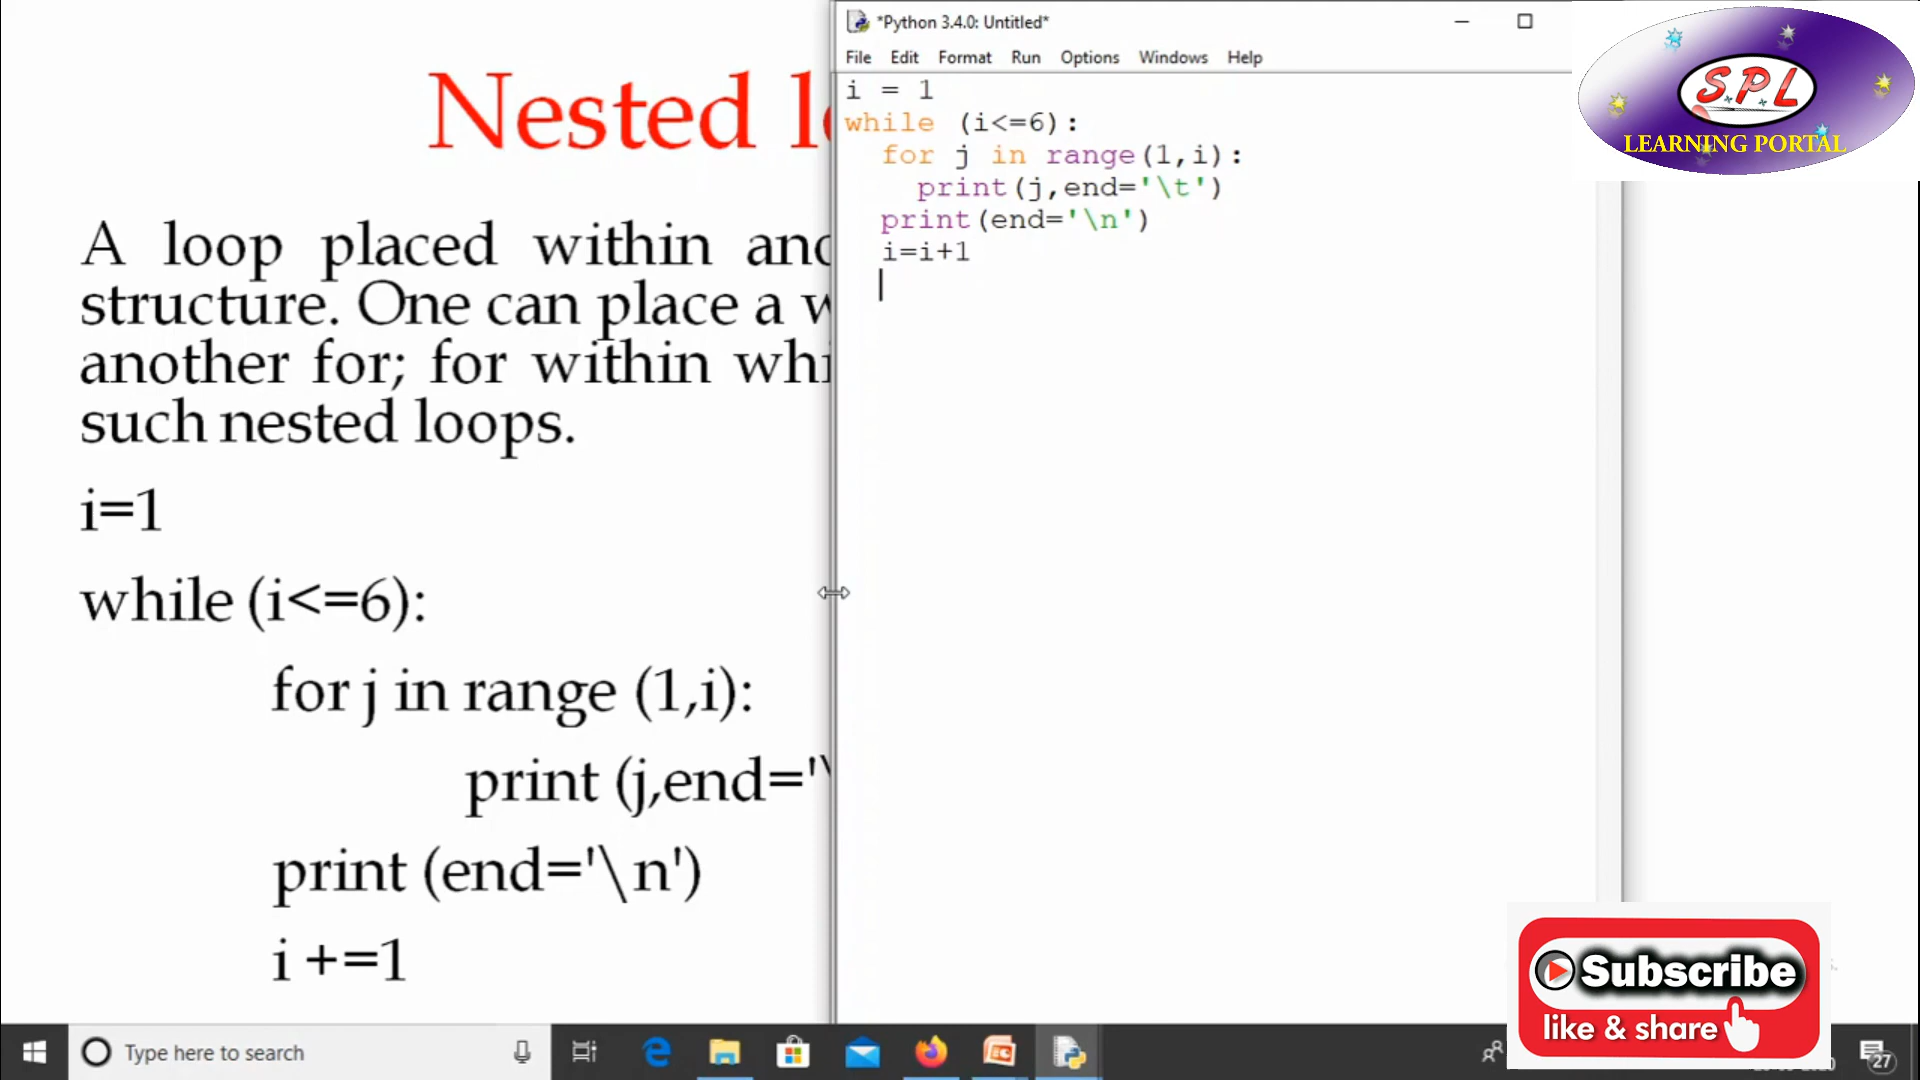 Nested l
A loop placed within ano
structure. One can place a w
another for; for within whi
such nested loops.
i=1
while (i<=6):
for j in range (1,i):
print (j,end='\
print (end='\n')
i +=1
*Python 3.4.0: Untitled*
File Edit Format Run Options Windows Help
i = 1
while (i<=6):
for j in range(1,i):
print(j,end='\t')
print(end='\n')
i=i+1
S.P.L
LEARNING PORTAL
Subscribe
like & share
Type here to search
27